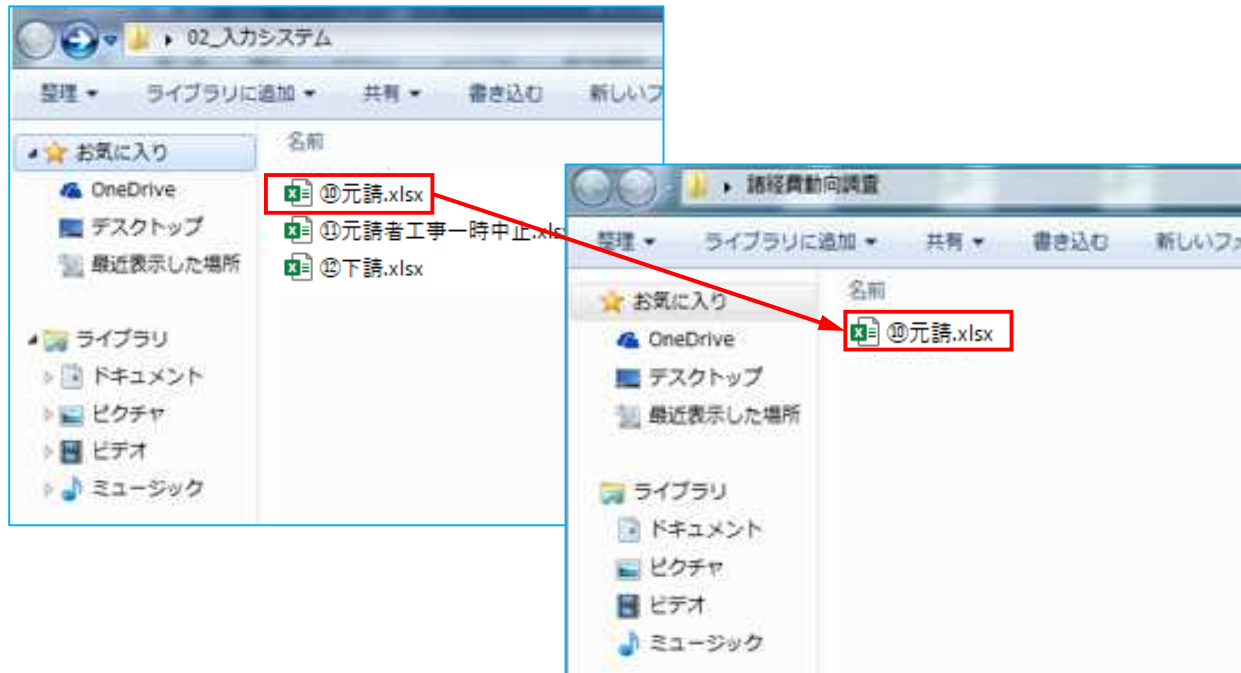 02_入力システム
整理 ライブラリに追加 共有 書き込む 新しいフ
お気に入り
OneDrive
デスクトップ
最近表示した場所
ライブラリ
ドキュメント
ピクチャ
ビデオ
ミュージック
名前
⑩元請.xlsx
⑪元請者工事一時中止.xls
⑫下請.xlsx
諸経費動向調査
整理 ライブラリに追加 共有 書き込む 新しいフォ
お気に入り
OneDrive
デスクトップ
最近表示した場所
ライブラリ
ドキュメント
ピクチャ
ビデオ
ミュージック
名前
⑩元請.xlsx